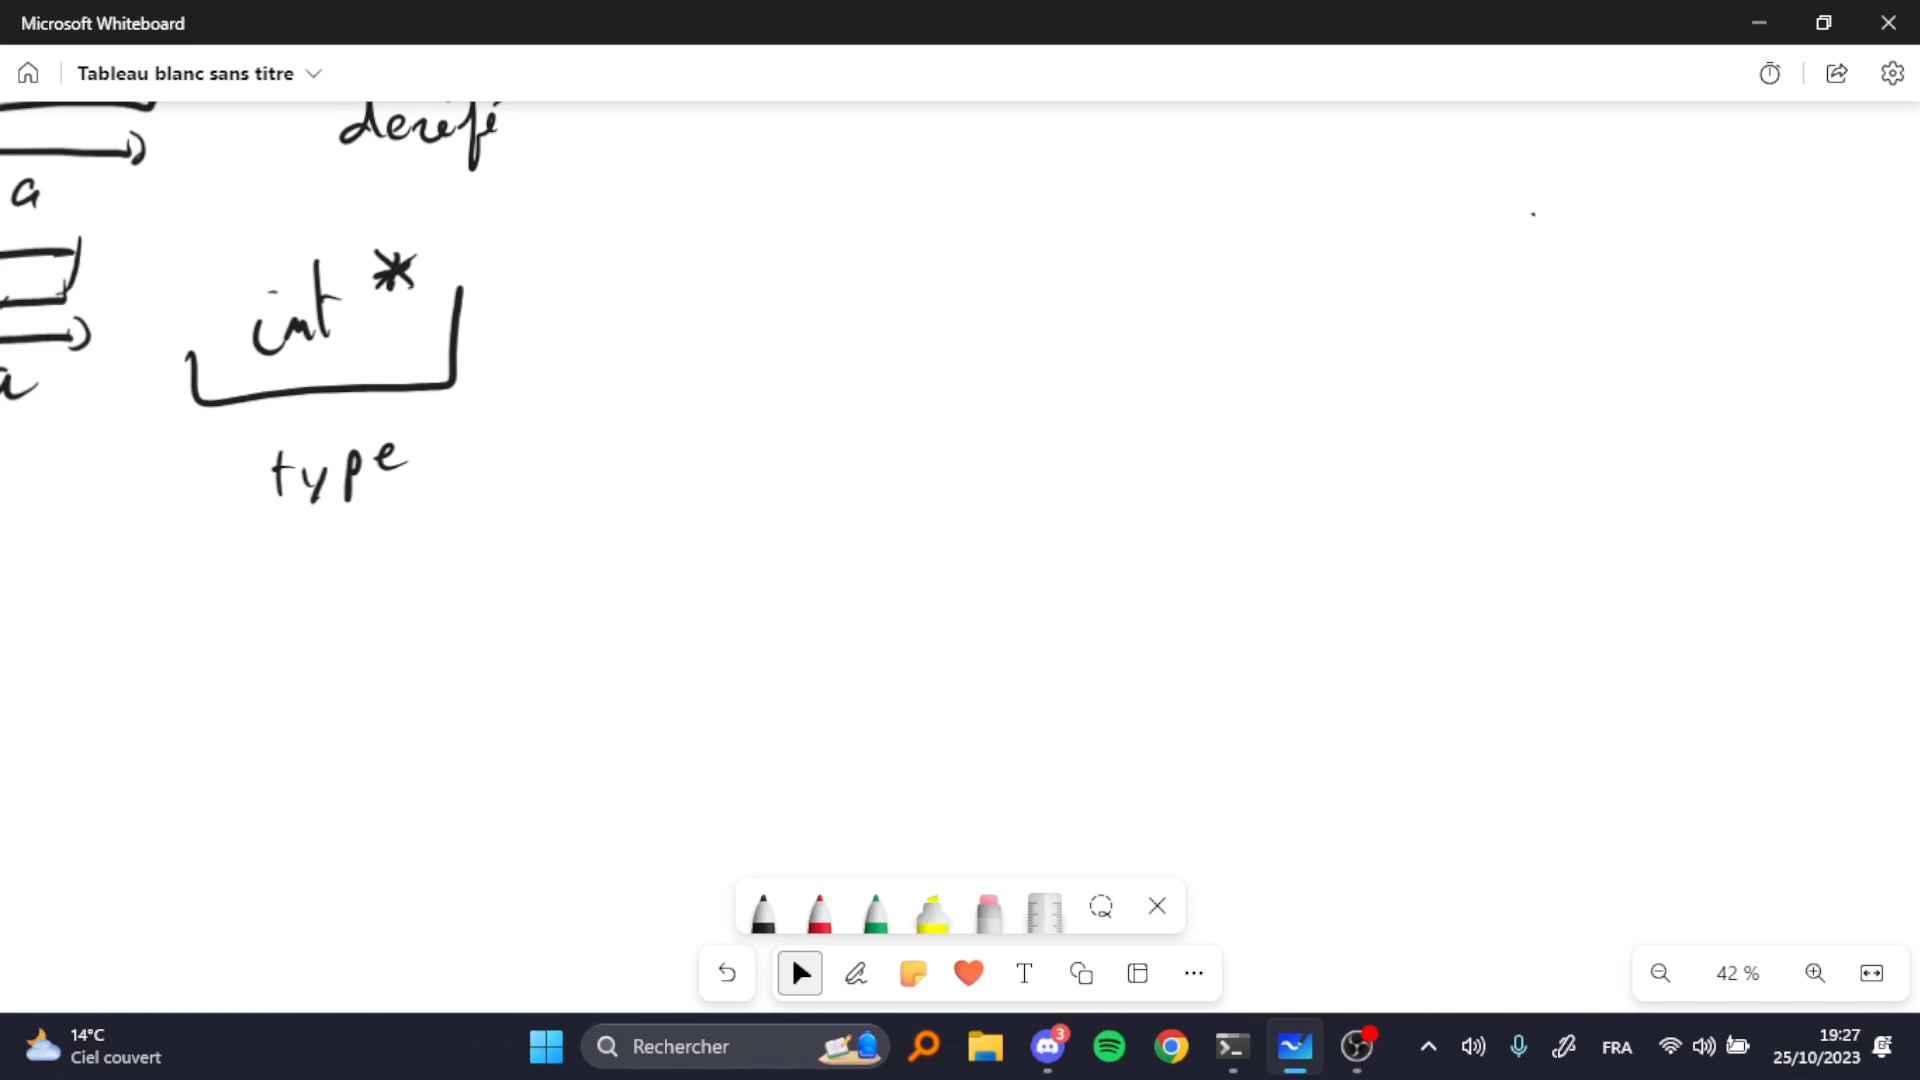 Microsoft Whiteboard
Tableau blanc sans titre
a
int *
a
type
T
42 %
14°C
Ciel couvert
Rechercher
3
FRA
19:27
25/10/2023